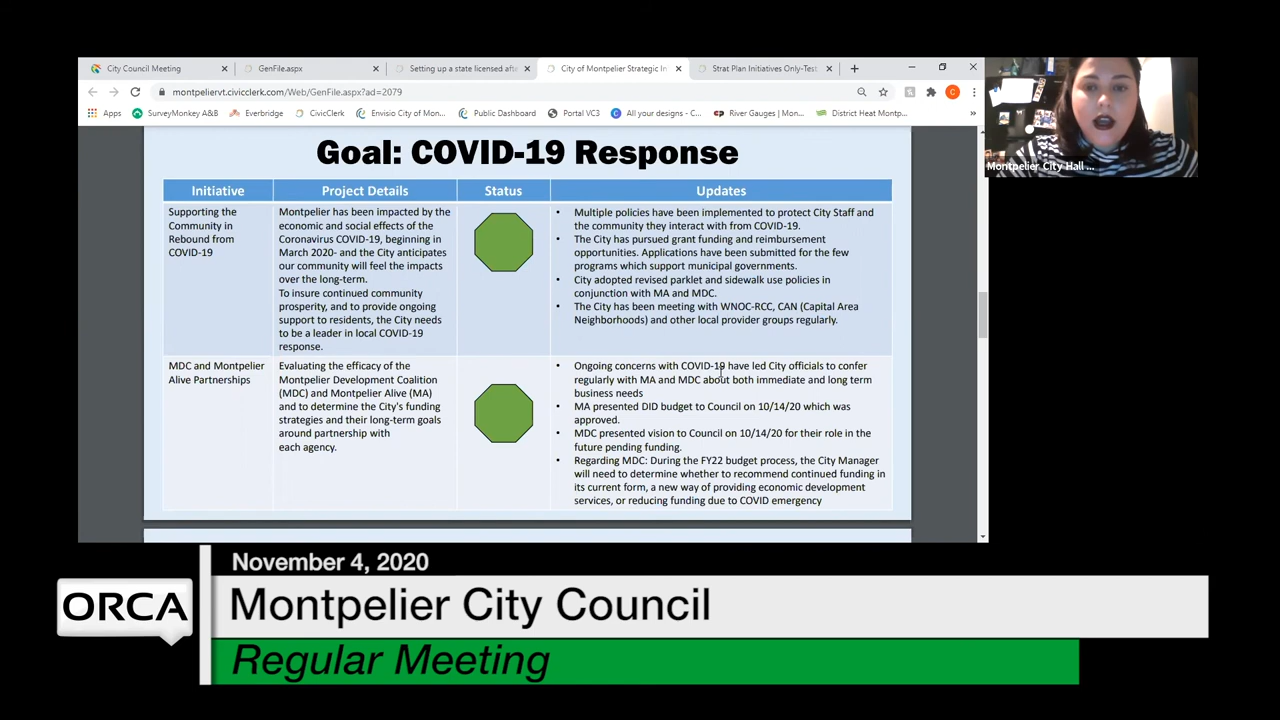 City Council Meeting
GenFile.aspx
Setting up a state licensed afte
City of Montpelier Strategic In
Strat Plan Initiatives Only-Test
montpeliervt.civicclerk.com/Web/GenFile.aspx?ad=2079
Apps
SurveyMonkey A&B
Everbridge
CivicClerk
Envisio City of Mon...
Public Dashboard
Portal VC3
All your designs - C...
River Gauges | Mon...
District Heat Montp...
Montpelier City Hall ...
Goal: COVID-19 Response
Initiative
Project Details
Status
Updates
Supporting the
Community in
Rebound from
COVID-19
Montpelier has been impacted by the
economic and social effects of the
Coronavirus COVID-19, beginning in
March 2020- and the City anticipates
our community will feel the impacts
over the long-term.
To insure continued community
prosperity, and to provide ongoing
support to residents, the City needs
to be a leader in local COVID-19
response.
• Multiple policies have been implemented to protect City Staff and
the community they interact with from COVID-19.
• The City has pursued grant funding and reimbursement
opportunities. Applications have been submitted for the few
programs which support municipal governments.
• City adopted revised parklet and sidewalk use policies in
conjunction with MA and MDC.
• The City has been meeting with WNOC-RCC, CAN (Capital Area
Neighborhoods) and other local provider groups regularly.
MDC and Montpelier
Alive Partnerships
Evaluating the efficacy of the
Montpelier Development Coalition
(MDC) and Montpelier Alive (MA)
and to determine the City's funding
strategies and their long-term goals
around partnership with
each agency.
• Ongoing concerns with COVID-19 have led City officials to confer
regularly with MA and MDC about both immediate and long term
business needs
• MA presented DID budget to Council on 10/14/20 which was
approved.
• MDC presented vision to Council on 10/14/20 for their role in the
future pending funding.
• Regarding MDC: During the FY22 budget process, the City Manager
will need to determine whether to recommend continued funding in
its current form, a new way of providing economic development
services, or reducing funding due to COVID emergency
November 4, 2020
ORCA
Montpelier City Council
Regular Meeting